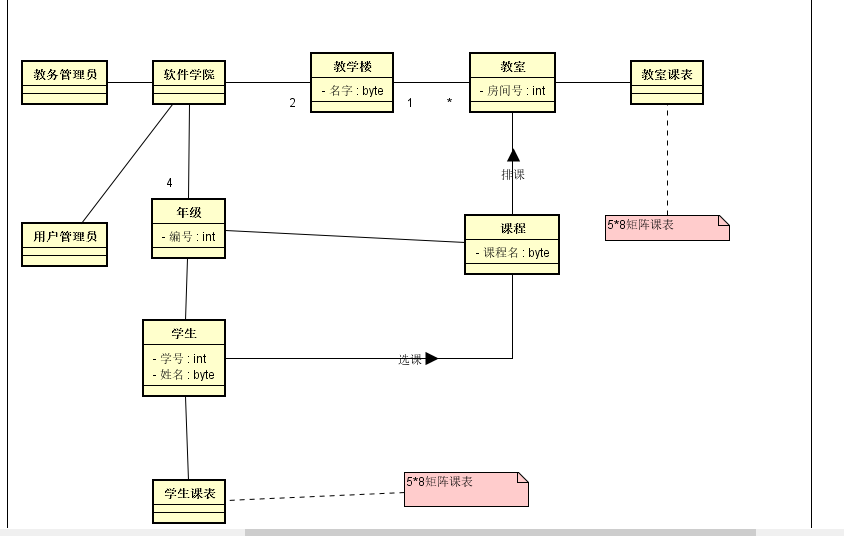 教务管理员
软件学院
教学楼
- 名字 : byte
教室
- 房间号 : int
教室课表
2
1
*
排课
4
年级
- 编号 : int
用户管理员
课程
- 课程名 : byte
5*8矩阵课表
学生
- 学号 : int
- 姓名 : byte
选课
学生课表
5*8矩阵课表